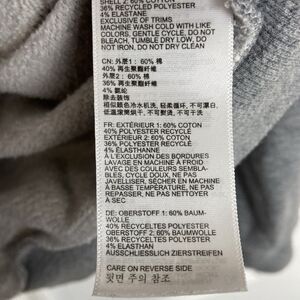 SHELL 2: 60% COTTON
36% RECYCLED POLYESTER
4% ELASTANE
EXCLUSIVE OF TRIMS
MACHINE WASH COLD WITH LIKE
COLORS, GENTLE CYCLE, DO NOT
BLEACH, TUMBLE DRY LOW, DO
NOT IRON, DO NOT DRY CLEAN
CN: 外层1：60% 棉
40% 再生聚酯纤维
外层2：60% 棉
36% 再生聚酯纤维
4% 氨纶
除去装饰
相似颜色冷水机洗，轻柔循环，不可漂白，
低温滚筒烘干，不可熨烫，不可干洗
FR: EXTÉRIEUR 1: 60% COTON
40% POLYESTER RECYCLÉ
EXTÉRIEUR 2: 60% COTON
36% POLYESTER RECYCLÉ
4% ÉLASTHANNE
À L'EXCLUSION DES BORDURES
LAVAGE EN MACHINE À FROID
AVEC DES COULEURS SEMBLA-
BLES, CYCLE DOUX, NE PAS
JAVELLISER, SÉCHER EN MACHINE
À BASSE TEMPÉRATURE, NE PAS
REPASSER, NE PAS NETTOYER
À SEC
DE: OBERSTOFF 1: 60% BAUM-
WOLLE
40% RECYCELTES POLYESTER
OBERSTOFF 2: 60% BAUMWOLLE
36% RECYCELTES POLYESTER
4% ELASTHAN
AUSSCHLIESSLICH ZIERSTREIFEN
CARE ON REVERSE SIDE
뒷면 주의 참조